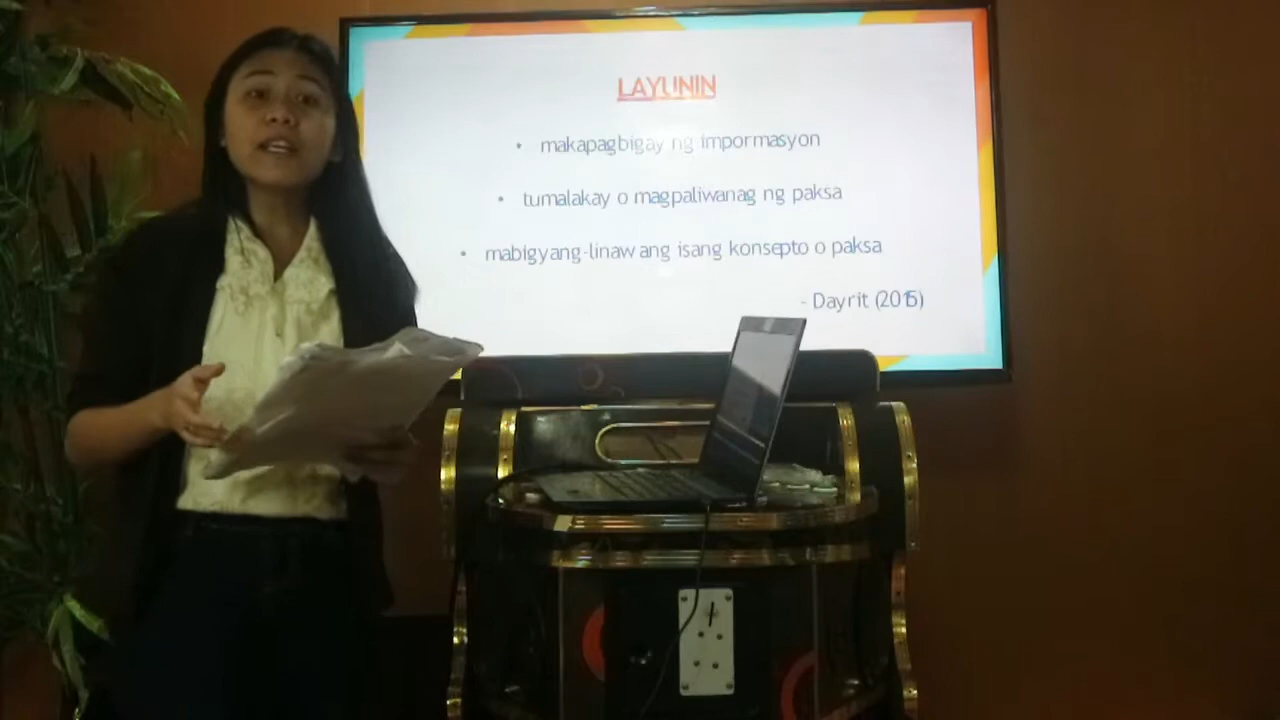 LAYUNIN
• makapagbigay ng impormasyon
• tumalakay o magpaliwanag ng paksa
• mabigyang-linaw ang isang konsepto o paksa
- Dayrit (2015)